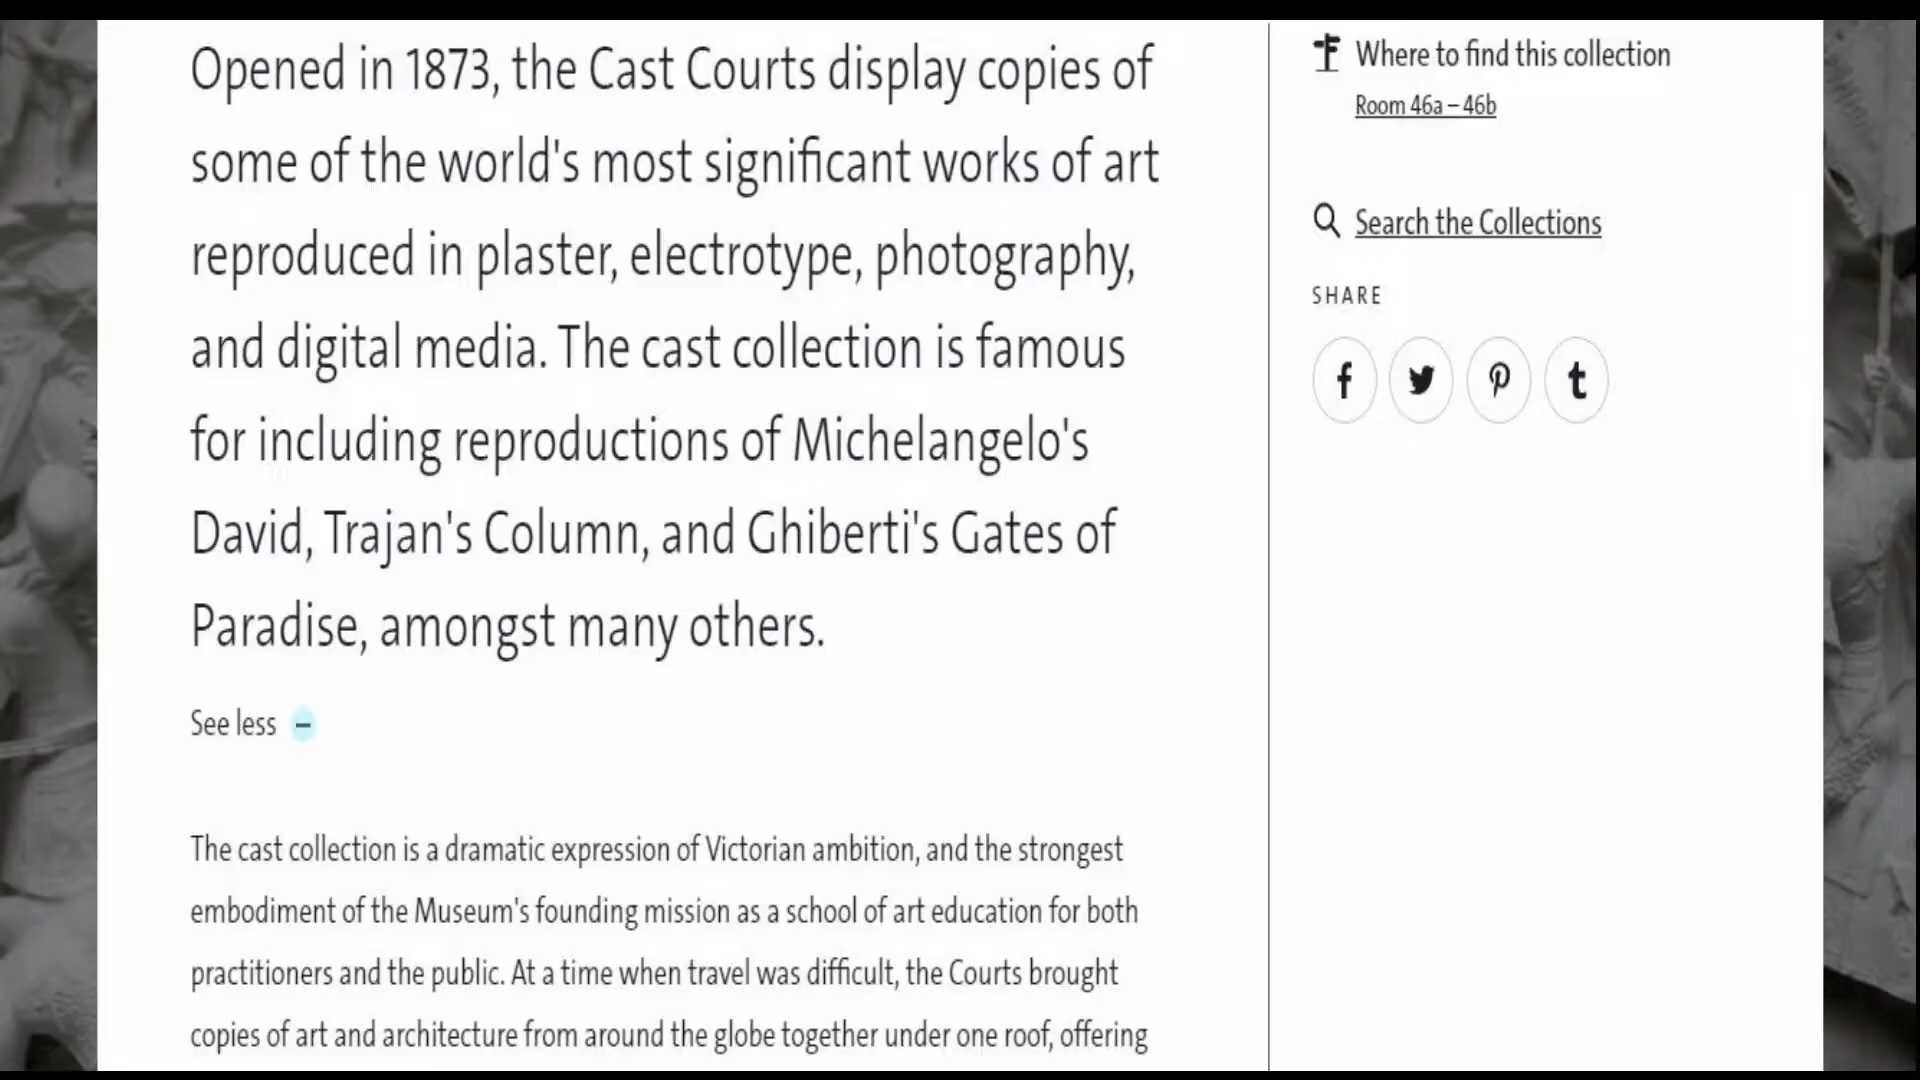 Opened in 1873, the Cast Courts display copies of
some of the world's most significant works of art
reproduced in plaster, electrotype, photography,
and digital media. The cast collection is famous
for including reproductions of Michelangelo's
David, Trajan's Column, and Ghiberti's Gates of
Paradise, amongst many others.
See less
The cast collection is a dramatic expression of Victorian ambition, and the strongest
embodiment of the Museum's founding mission as a school of art education for both
practitioners and the public. At a time when travel was difficult, the Courts brought
copies of art and architecture from around the globe together under one roof, offering
Where to find this collection
Room 46a – 46b
Search the Collections
SHARE